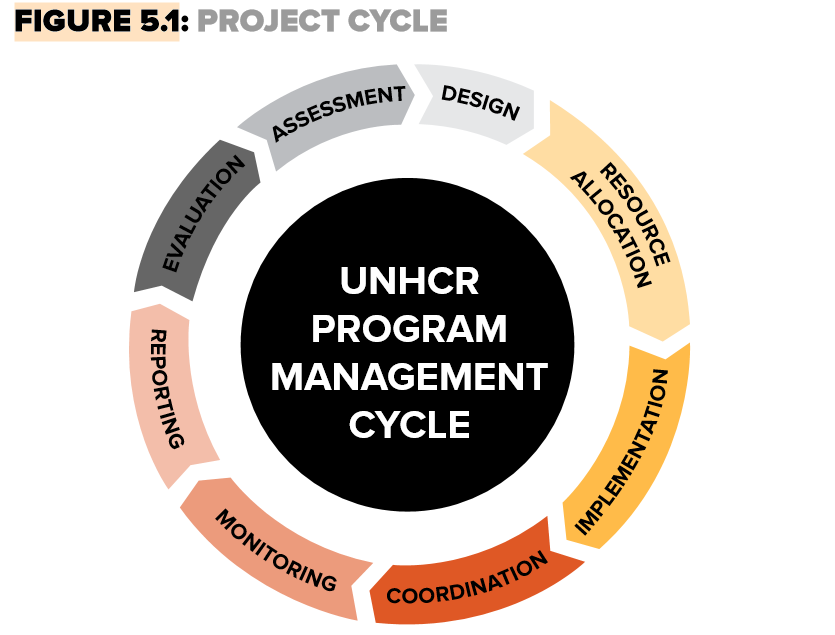 FIGURE 5.1: PROJECT CYCLE
ASSESSMENT
DESIGN
RESOURCE
ALLOCATION
IMPLEMENTATION
COORDINATION
MONITORING
REPORTING
EVALUATION
UNHCR
PROGRAM
MANAGEMENT
CYCLE